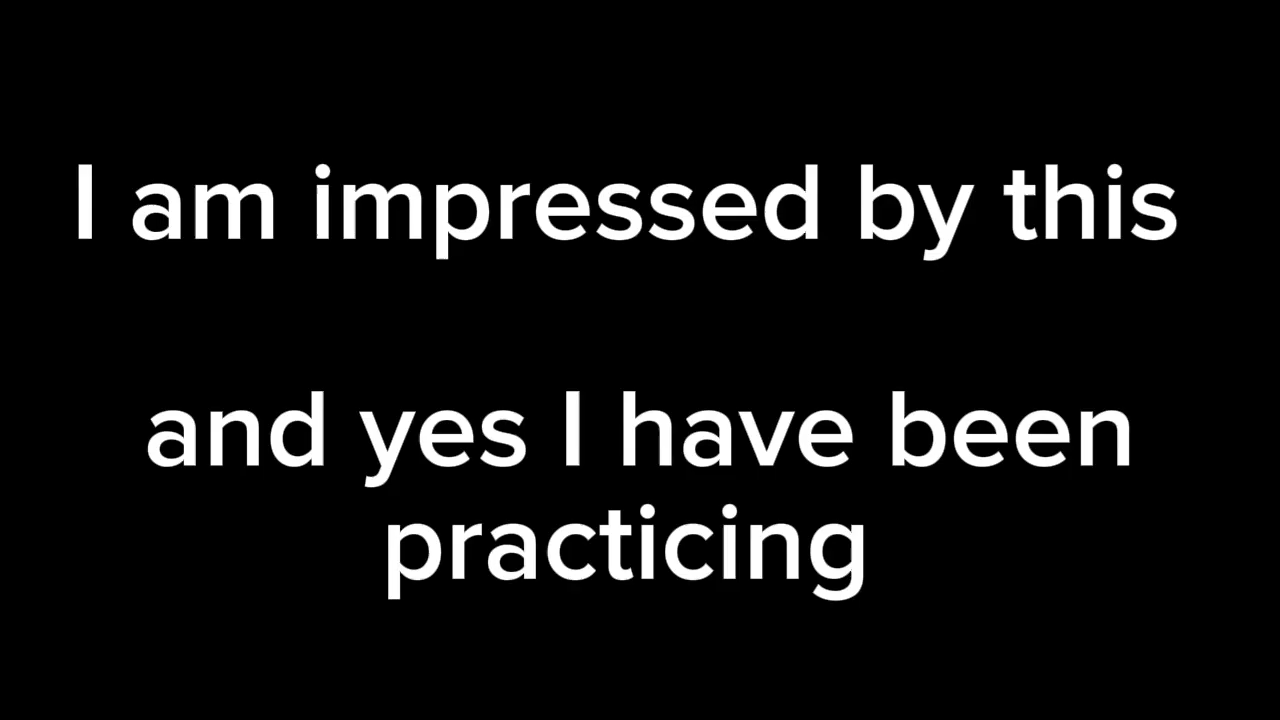 I am impressed by this
and yes I have been
practicing